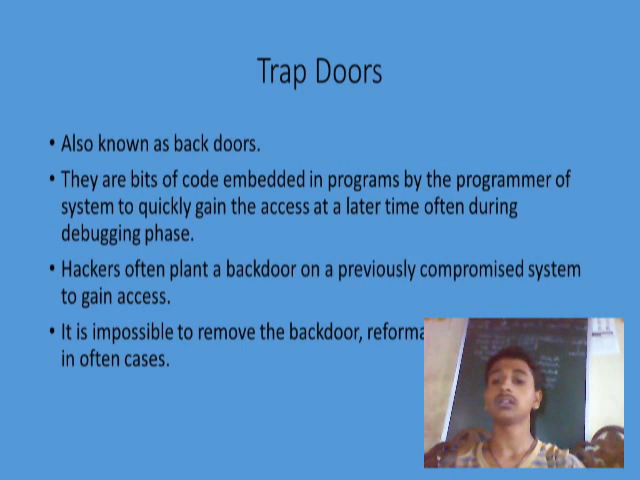 Trap Doors
• Also known as back doors.
• They are bits of code embedded in programs by the programmer of
system to quickly gain the access at a later time often during
debugging phase.
• Hackers often plant a backdoor on a previously compromised system
to gain access.
• It is impossible to remove the backdoor,
in often cases.